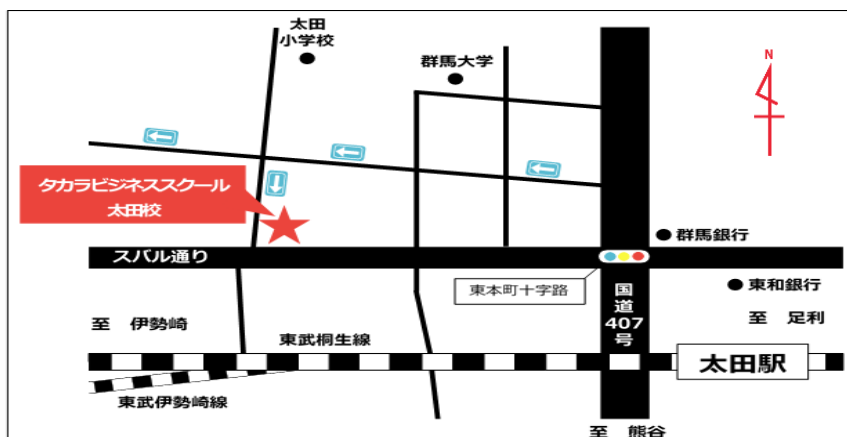 太田
小学校
群馬大学
N
タカラビジネススクール
太田校
群馬銀行
スバル通り
東本町十字路
国道407号
東和銀行
至 伊勢崎
至 足利
東武桐生線
太田駅
東武伊勢崎線
至 熊谷